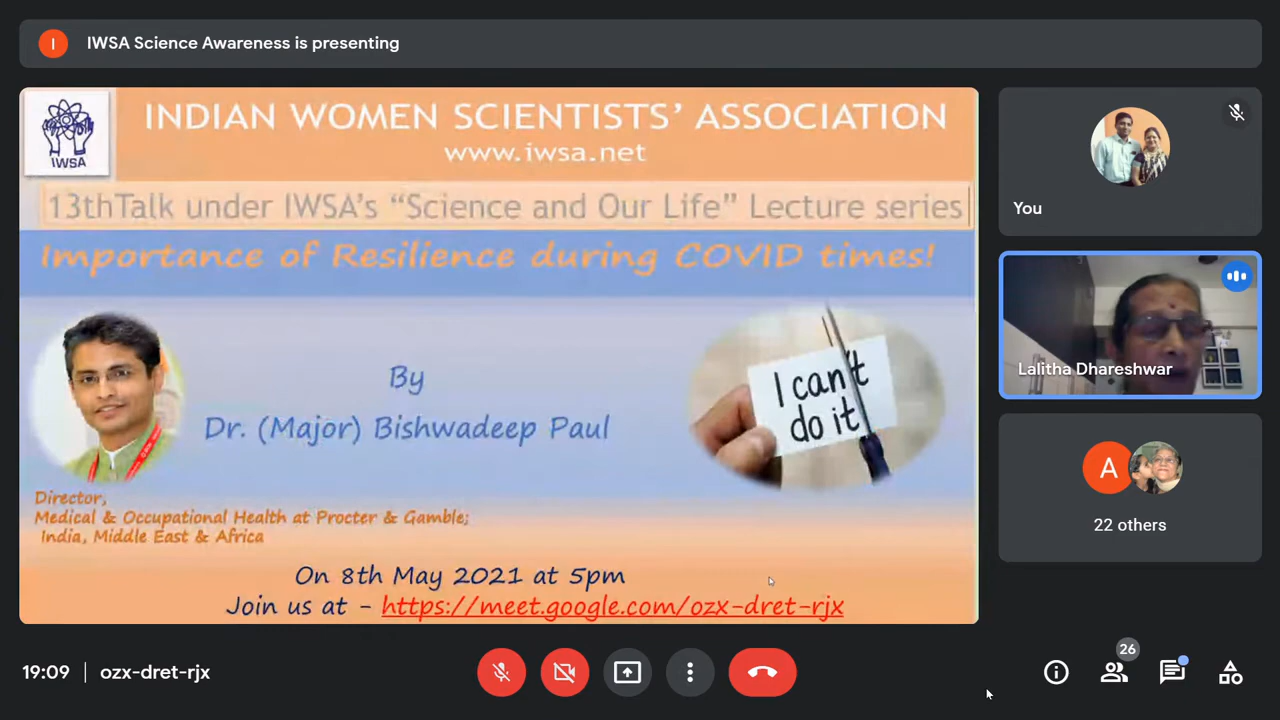 I
IWSA Science Awareness is presenting
IWSA
INDIAN WOMEN SCIENTISTS' ASSOCIATION
www.iwsa.net
13thTalk under IWSA's "Science and Our Life" Lecture series
Importance of Resilience during COVID times!
By
Dr. (Major) Bishwadeep Paul
I can't
do it
Director,
Medical & Occupational Health at Procter & Gamble;
India, Middle East & Africa
On 8th May 2021 at 5pm
Join us at - https://meet.google.com/ozx-dret-rjx
You
Lalitha Dhareshwar
A
22 others
19:09 | ozx-dret-rjx
26